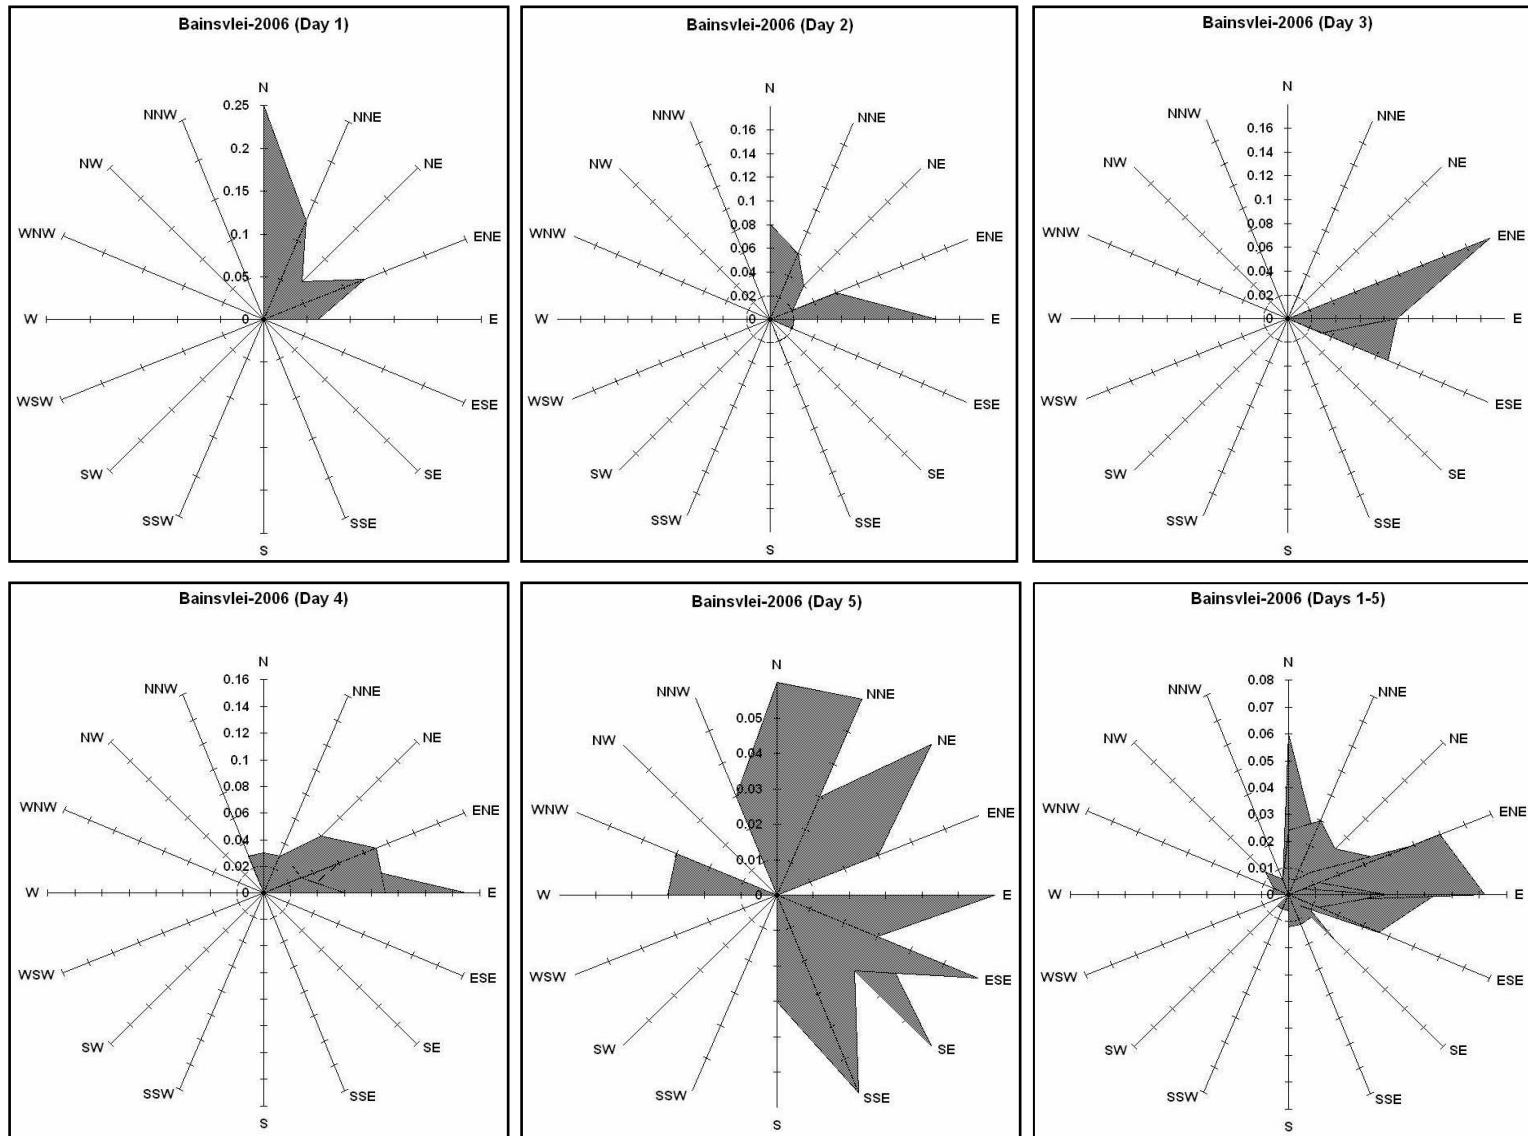 Bainsvlei-2006 (Day 1)
N
NNW
NNE
NW
NE
WNW
ENE
W
E
WSW
ESE
SW
SE
SSW
SSE
S
0.25
0.2
0.15
0.1
0.05
0
Bainsvlei-2006 (Day 2)
N
NNW
NNE
NW
NE
WNW
ENE
W
E
WSW
ESE
SW
SE
SSW
SSE
S
0.16
0.14
0.12
0.1
0.08
0.06
0.04
0.02
0
Bainsvlei-2006 (Day 3)
N
NNW
NNE
NW
NE
WNW
ENE
W
E
WSW
ESE
SW
SE
SSW
SSE
S
0.16
0.14
0.12
0.1
0.08
0.06
0.04
0.02
0
Bainsvlei-2006 (Day 4)
N
NNW
NNE
NW
NE
WNW
ENE
W
E
WSW
ESE
SW
SE
SSW
SSE
S
0.16
0.14
0.12
0.1
0.08
0.06
0.04
0.02
0
Bainsvlei-2006 (Day 5)
N
NNW
NNE
NW
NE
WNW
ENE
W
E
WSW
ESE
SW
SE
SSW
SSE
S
0.05
0.04
0.03
0.02
0.01
0
Bainsvlei-2006 (Days 1-5)
N
NNW
NNE
NW
NE
WNW
ENE
W
E
WSW
ESE
SW
SE
SSW
SSE
S
0.08
0.07
0.06
0.05
0.04
0.03
0.02
0.01
0